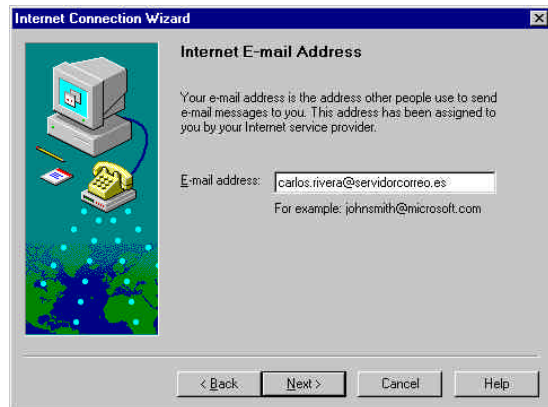 Internet Connection Wizard
Internet E-mail Address
Your e-mail address is the address other people use to send
e-mail messages to you. This address has been assigned to
you by your Internet service provider.
E-mail address: carlos.rivera@servidorcorreo.es
For example: johnsmith@microsoft.com
< Back Next > Cancel Help